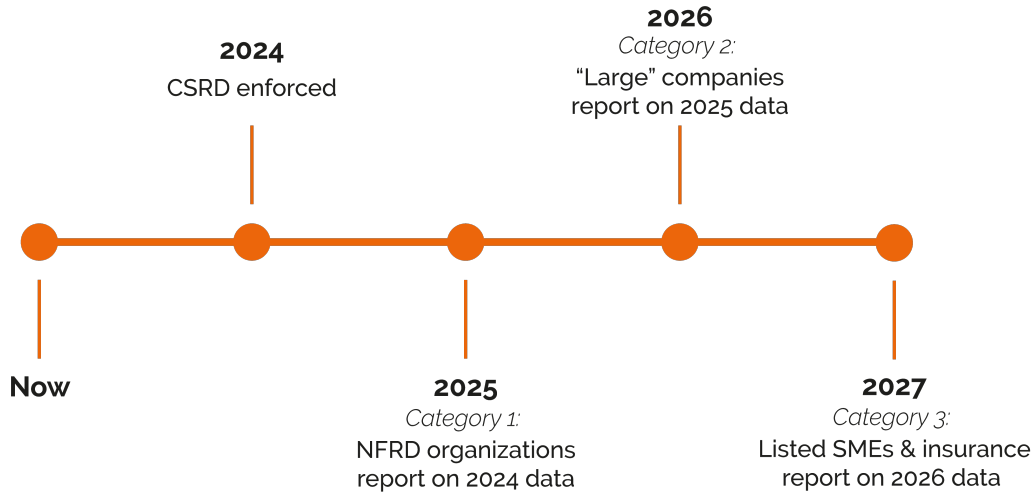 Now
2024
CSRD enforced
2025
Category 1:
NFRD organizations
report on 2024 data
2026
Category 2:
“Large” companies
report on 2025 data
2027
Category 3:
Listed SMEs & insurance
report on 2026 data